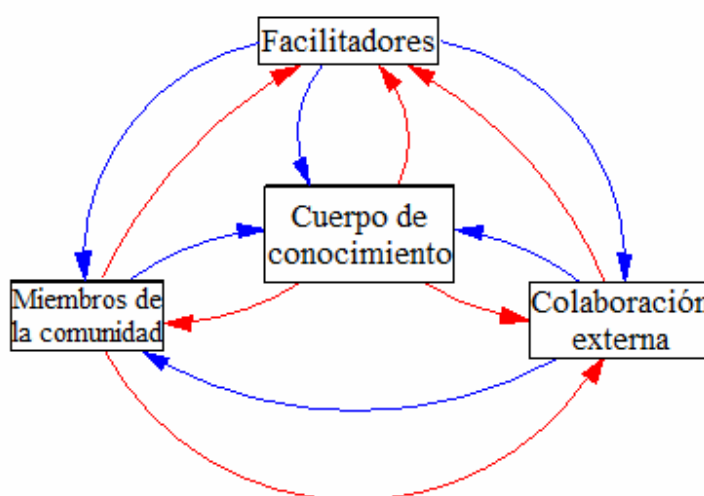 Facilitadores
Cuerpo de
conocimiento
Miembros de
la comunidad
Colaboración
externa